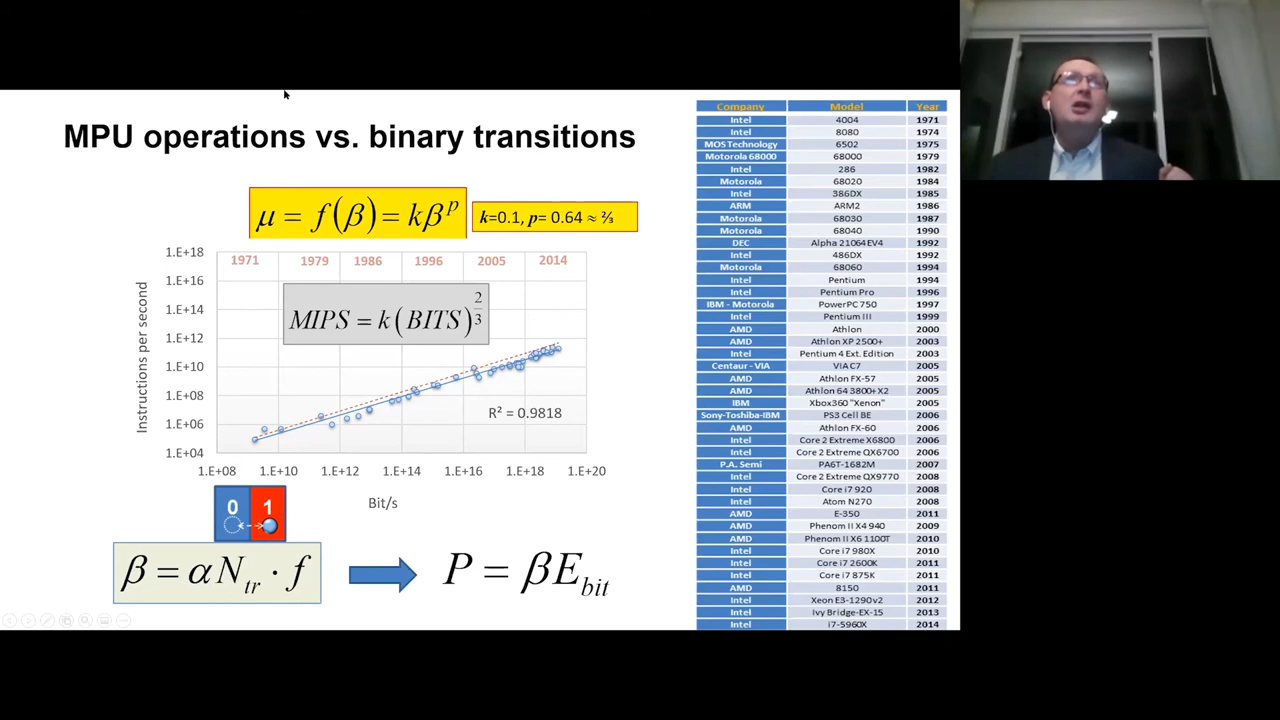 MPU operations vs. binary transitions
μ = f(β) = kβ^p
k=0.1, p= 0.64 ≈ ⅔
1.E+18
1971 1979 1986 1996 2005 2014
1.E+16
1.E+14
MIPS = k(BITS)^2/3
1.E+12
1.E+10
1.E+08
R² = 0.9818
1.E+06
1.E+04
Instructions per second
1.E+08 1.E+10 1.E+12 1.E+14 1.E+16 1.E+18 1.E+20
Bit/s
0 1
β = αN_tr · f
P = βE_bit
Company Model Year
Intel 4004 1971
Intel 8080 1974
MOS Technology 6502 1975
Motorola 68000 68000 1979
Intel 286 1982
Motorola 68020 1984
Intel 386DX 1985
ARM ARM2 1986
Motorola 68030 1987
Motorola 68040 1990
DEC Alpha 21064EV4 1992
Intel 486DX 1992
Motorola 68060 1994
Intel Pentium 1994
Intel Pentium Pro 1996
IBM - Motorola PowerPC 750 1997
Intel Pentium III 1999
AMD Athlon 2000
AMD Athlon XP 2500+ 2003
Intel Pentium 4 Ext. Edition 2003
Centaur - VIA VIA C7 2005
AMD Athlon FX-57 2005
AMD Athlon 64 3800+ X2 2005
IBM Xbox360 "Xenon" 2005
Sony-Toshiba-IBM PS3 Cell BE 2006
AMD Athlon FX-60 2006
Intel Core 2 Extreme X6800 2006
Intel Core 2 Extreme QX6700 2006
P.A. Semi PA6T-1682M 2007
Intel Core 2 Extreme QX9770 2008
Intel Core i7 920 2008
Intel Atom N270 2008
AMD E-350 2011
AMD Phenom II X4 940 2009
AMD Phenom II X6 1100T 2010
Intel Core i7 980X 2010
Intel Core i7 2600K 2011
Intel Core i7 875K 2011
AMD 8150 2011
Intel Xeon E3-1290 v2 2012
Intel Ivy Bridge-EX-15 2013
Intel i7-5960X 2014